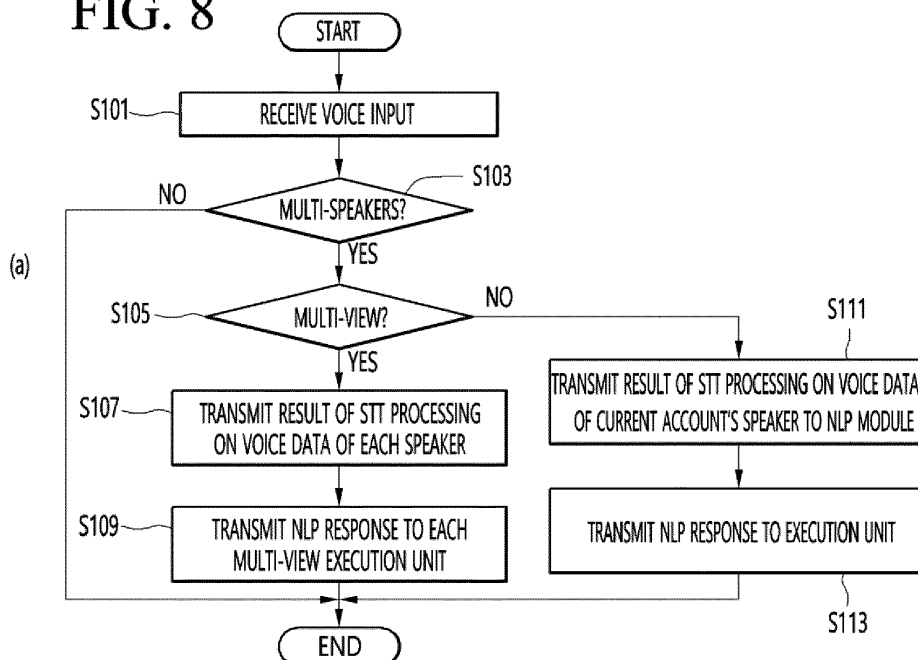 FIG. 8
START
S101
RECEIVE VOICE INPUT
S103
NO
MULTI-SPEAKERS?
YES
(a)
S105
MULTI-VIEW?
NO
YES
S111
S107
TRANSMIT RESULT OF STT PROCESSING
ON VOICE DATA OF EACH SPEAKER
TRANSMIT RESULT OF STT PROCESSING ON VOICE DATA
OF CURRENT ACCOUNT'S SPEAKER TO NLP MODULE
S109
TRANSMIT NLP RESPONSE TO EACH
MULTI-VIEW EXECUTION UNIT
TRANSMIT NLP RESPONSE TO EXECUTION UNIT
S113
END